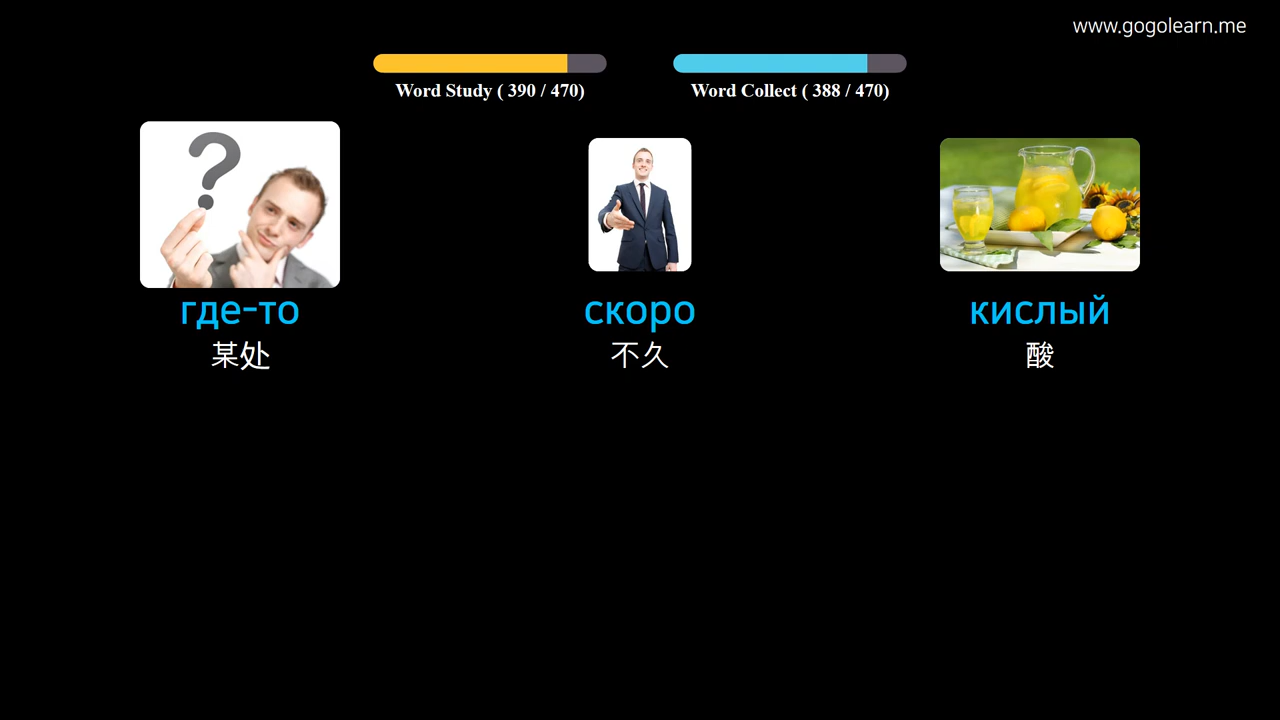 www.gogolearn.me
Word Study ( 390 / 470)
Word Collect ( 388 / 470)
?
где-то
скоро
кислый
某处
不久
酸